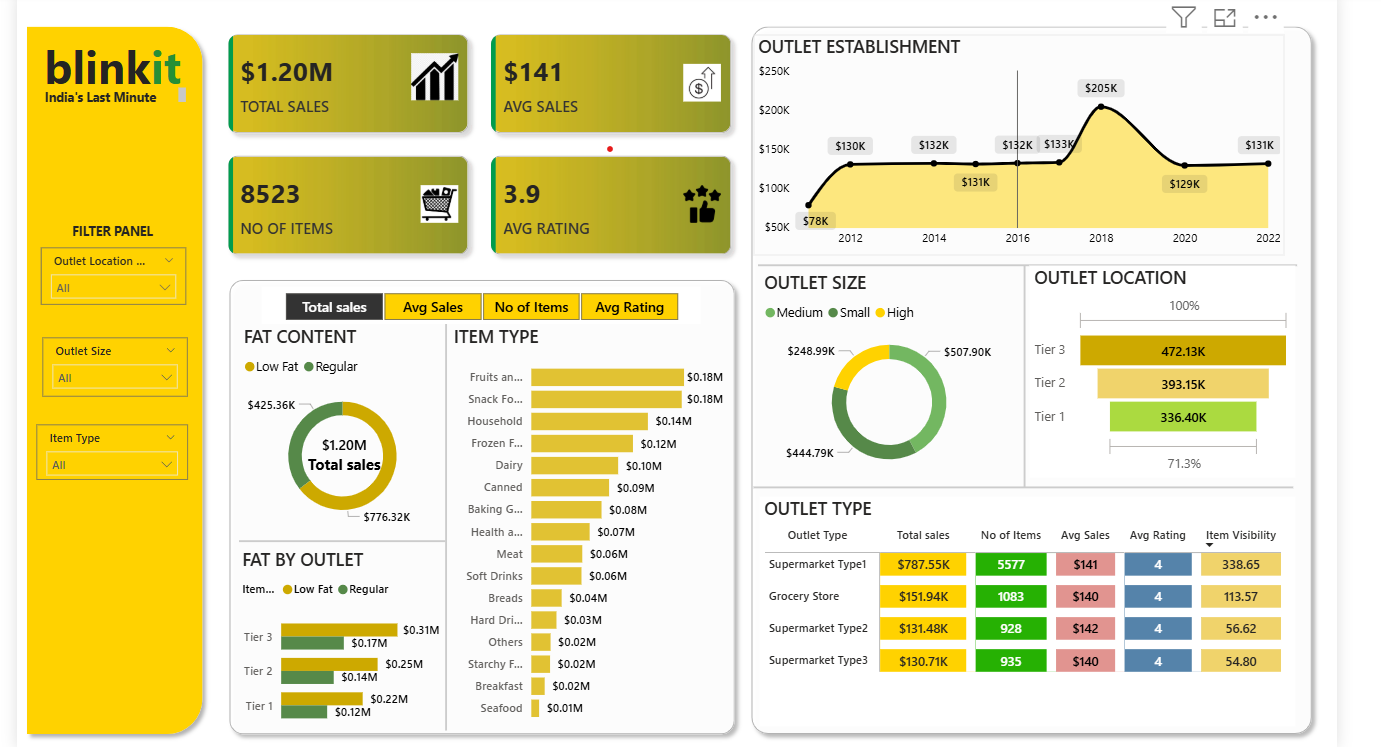 blinkit
India's Last Minute
FILTER PANEL
Outlet Location ...
All
Outlet Size
All
Item Type
All
$1.20M
TOTAL SALES
$141
AVG SALES
8523
NO OF ITEMS
3.9
AVG RATING
Total sales
Avg Sales
No of Items
Avg Rating
FAT CONTENT
Low Fat Regular
$425.36K
$1.20M
Total sales
$776.32K
FAT BY OUTLET
Item... Low Fat Regular
Tier 3 $0.31M
$0.17M
Tier 2 $0.25M
$0.14M
Tier 1 $0.22M
$0.12M
ITEM TYPE
Fruits an... $0.18M
Snack Fo... $0.18M
Household $0.14M
Frozen F... $0.12M
Dairy $0.10M
Canned $0.09M
Baking G... $0.08M
Health a... $0.07M
Meat $0.06M
Soft Drinks $0.06M
Breads $0.04M
Hard Dri... $0.03M
Others $0.02M
Starchy F... $0.02M
Breakfast $0.02M
Seafood $0.01M
OUTLET ESTABLISHMENT
$250K
$200K
$150K
$100K
$50K
$78K
$130K
$132K
$131K
$132K
$133K
$205K
$129K
$131K
2012 2014 2016 2018 2020 2022
OUTLET SIZE
Medium Small High
$248.99K
$507.90K
$444.79K
OUTLET LOCATION
100%
Tier 3 472.13K
Tier 2 393.15K
Tier 1 336.40K
71.3%
OUTLET TYPE
Outlet Type Total sales No of Items Avg Sales Avg Rating Item Visibility
Supermarket Type1 $787.55K 5577 $141 4 338.65
Grocery Store $151.94K 1083 $140 4 113.57
Supermarket Type2 $131.48K 928 $142 4 56.62
Supermarket Type3 $130.71K 935 $140 4 54.80